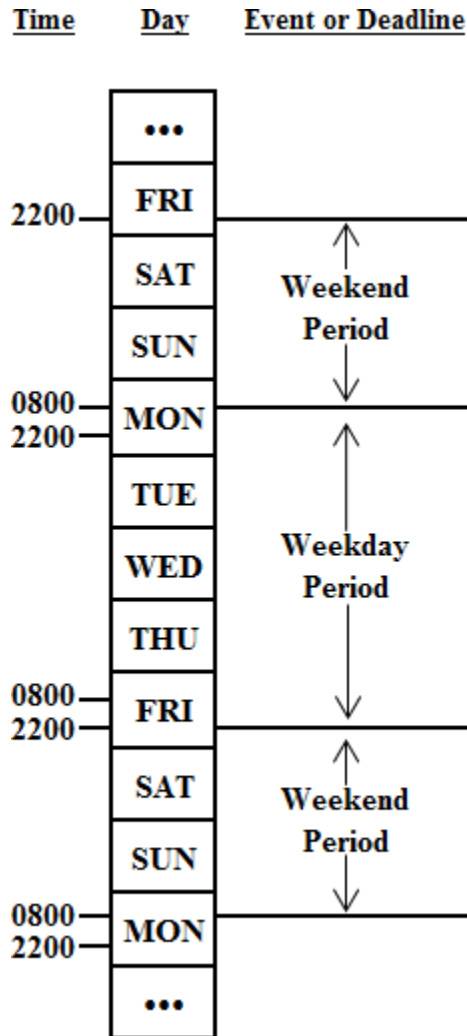 Time Day Event or Deadline
•••
FRI
2200
SAT
Weekend
Period
SUN
0800
MON
2200
TUE
Weekday
Period
WED
THU
0800
FRI
2200
SAT
Weekend
Period
SUN
0800
MON
2200
•••